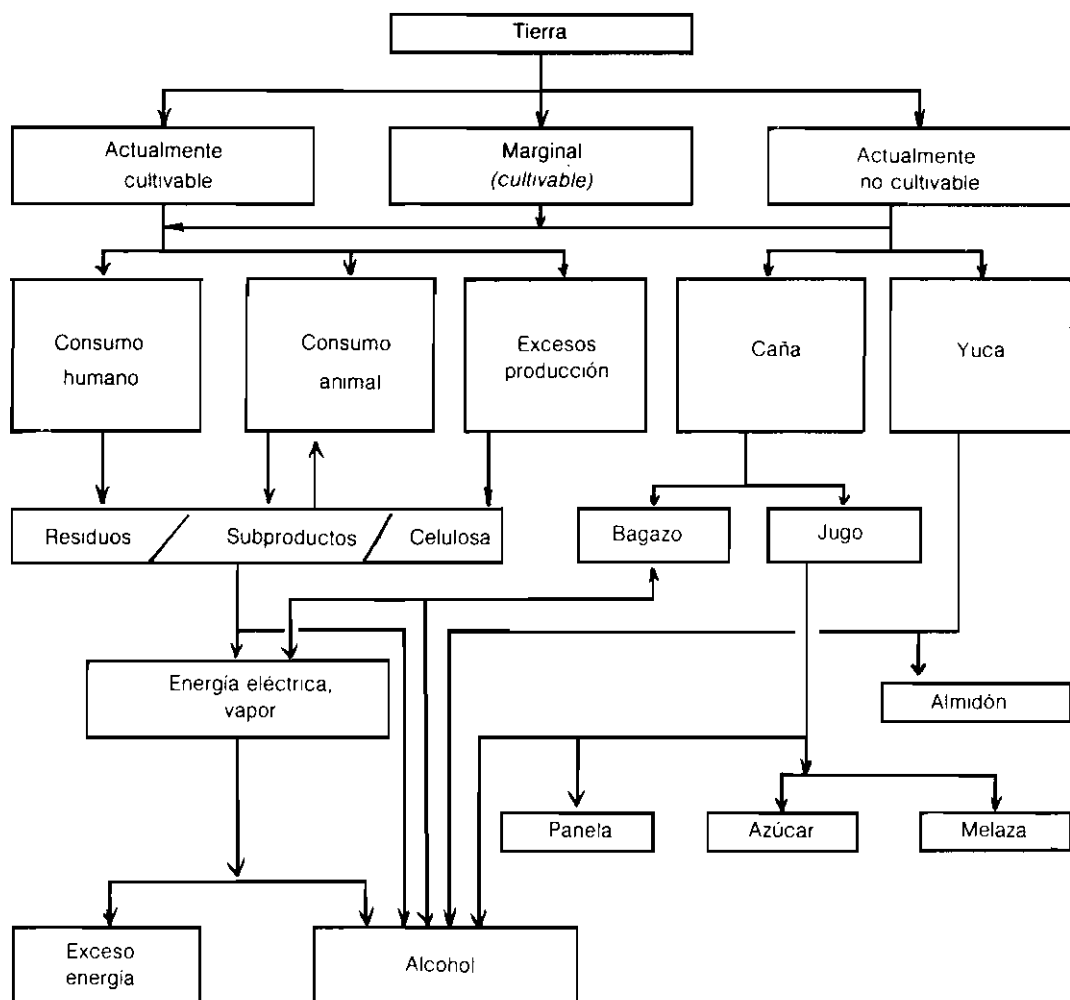 Tierra
Actualmente
cultivable
Marginal
(cultivable)
Actualmente
no cultivable
Consumo
humano
Consumo
animal
Excesos
producción
Caña
Yuca
Residuos / Subproductos / Celulosa
Bagazo
Jugo
Energía eléctrica,
vapor
Almidón
Panela
Azúcar
Melaza
Exceso
energía
Alcohol